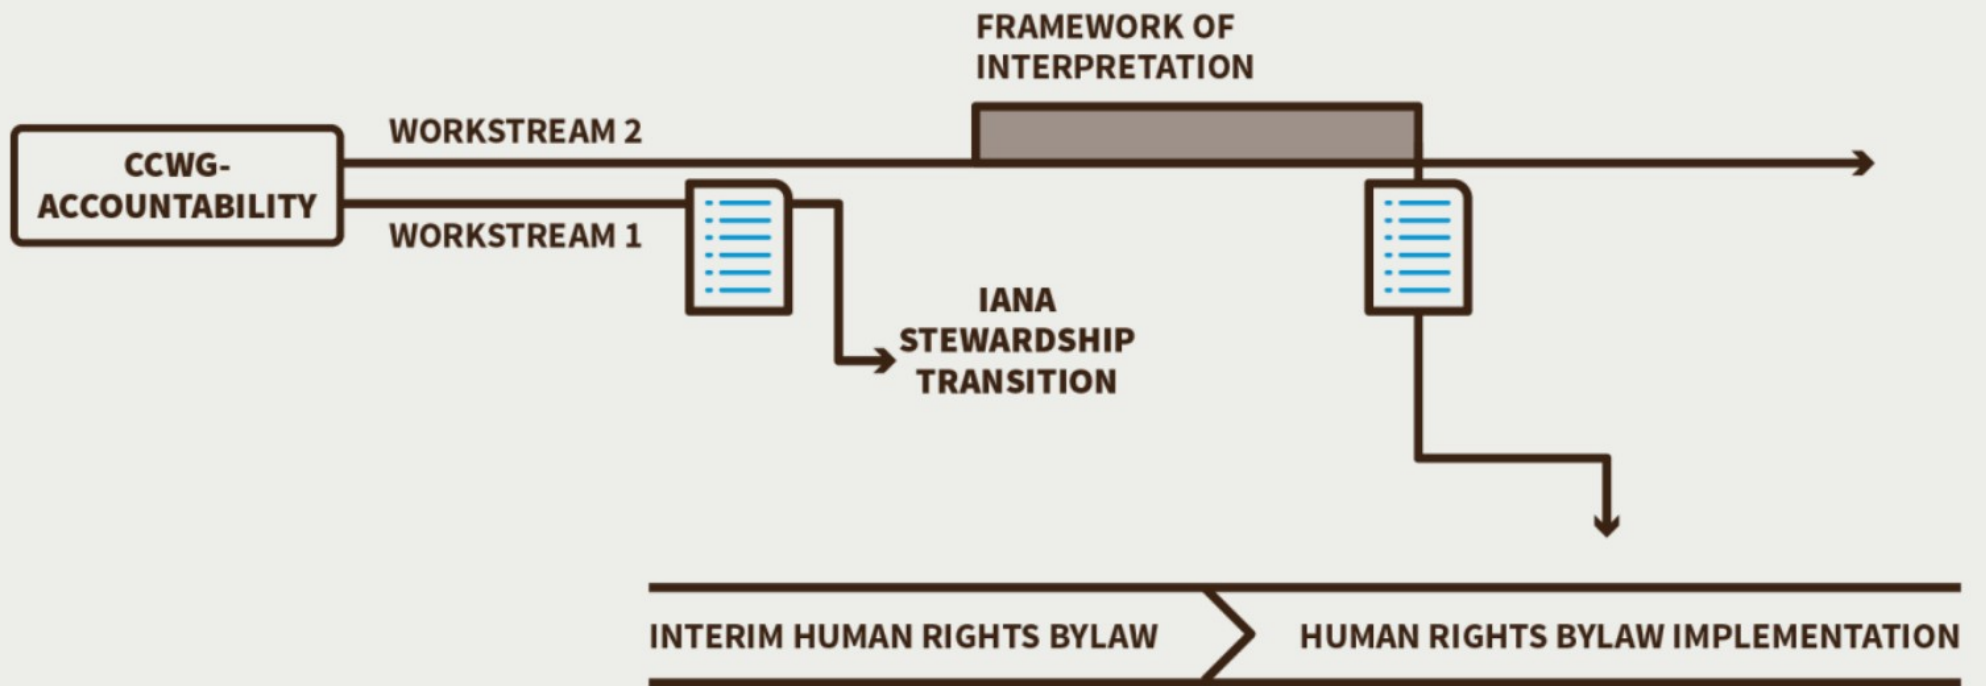 FRAMEWORK OF
INTERPRETATION
WORKSTREAM 2
CCWG-
ACCOUNTABILITY
WORKSTREAM 1
IANA
STEWARDSHIP
TRANSITION
INTERIM HUMAN RIGHTS BYLAW
HUMAN RIGHTS BYLAW IMPLEMENTATION